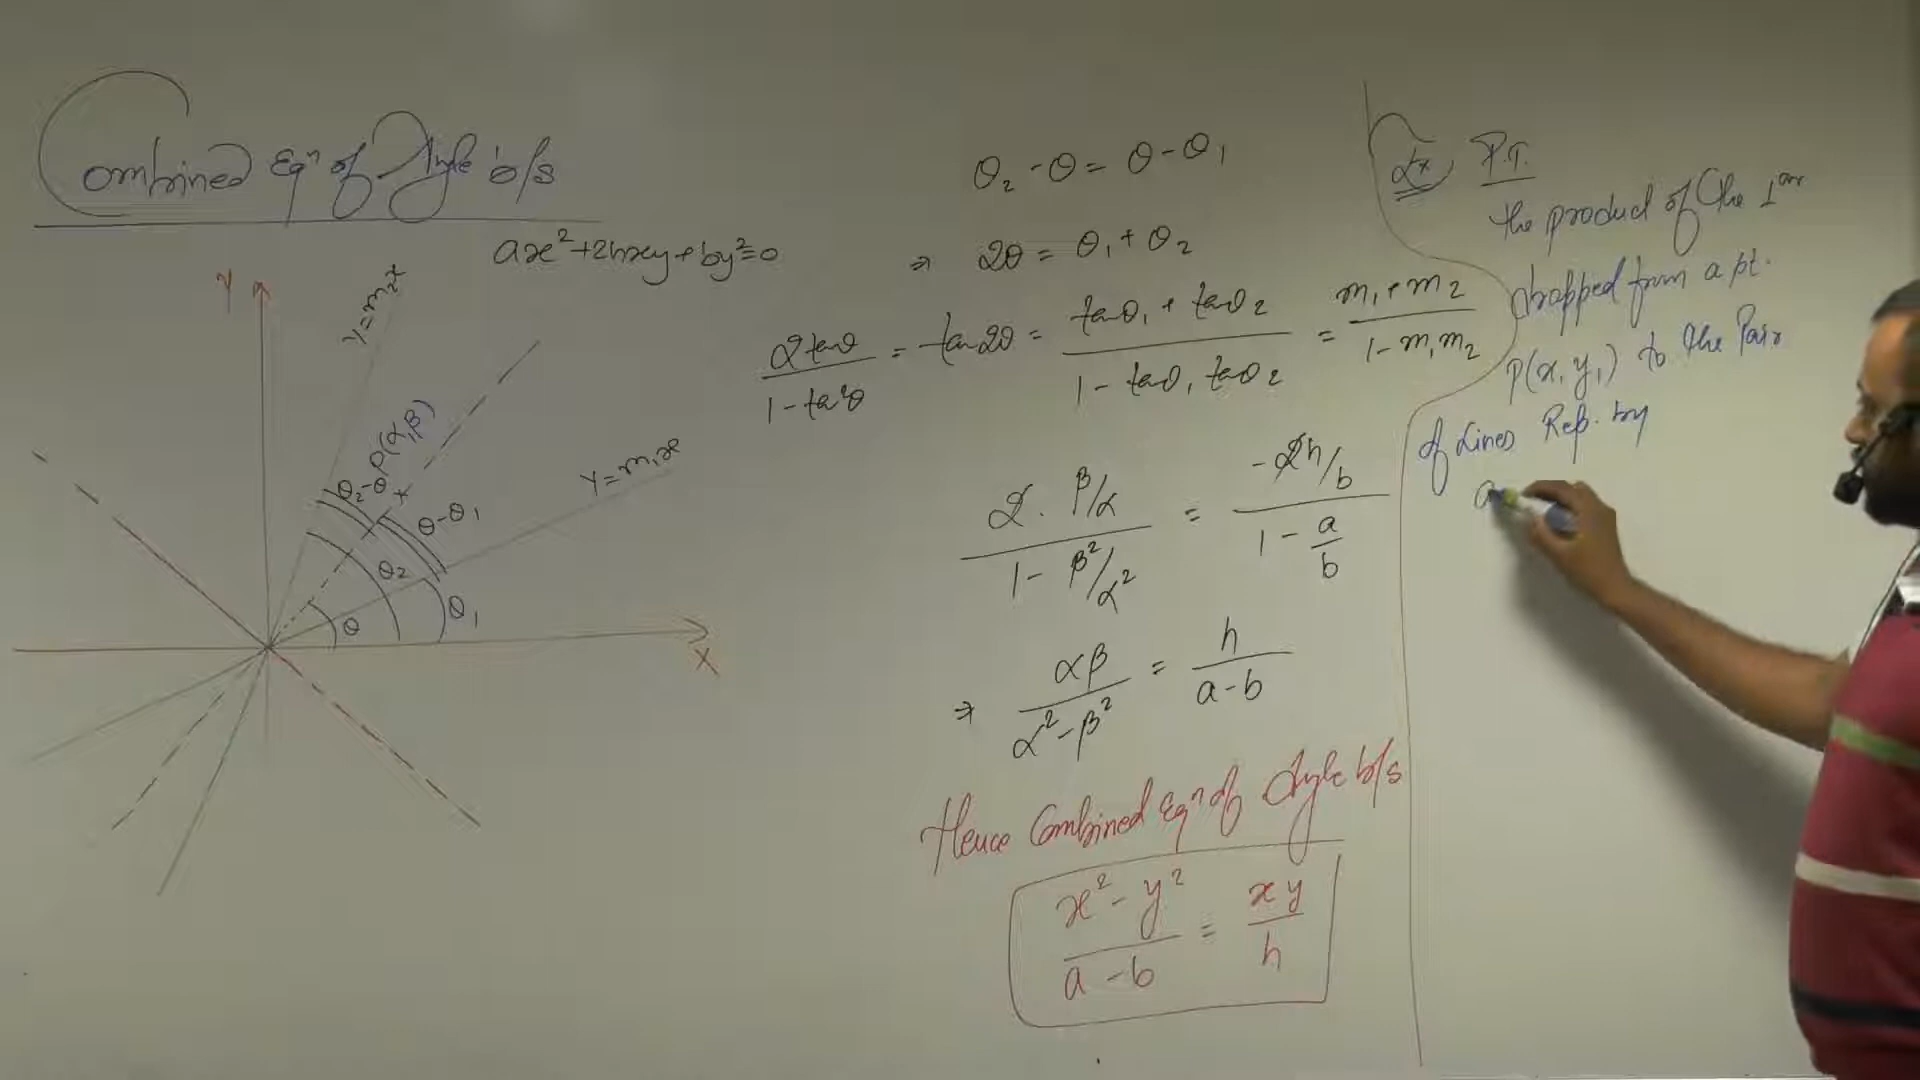 Combined Eqⁿ of Angle b/s
ax²+2hxy+by²=0
Y
y=m₂x
P(α,β)
y=m₁x
θ₂-θ
θ-θ₁
θ₂
θ₁
θ
X
θ₂-θ = θ-θ₁
⇒ 2θ = θ₁+θ₂
2tanθ/1-tan²θ = tan2θ = tanθ₁+tanθ₂/1-tanθ₁tanθ₂ = m₁+m₂/1-m₁m₂
2.β/α/1-β²/α² = -2h/b/1-a/b
⇒ αβ/α²-β² = h/a-b
Hence Combined Eqⁿ of Angle b/s
x²-y²/a-b = xy/h
Ex P.T.
the product of the ⊥ar
dropped from a pt.
P(x,y₁) to the Pair
of Lines Rep. by
a